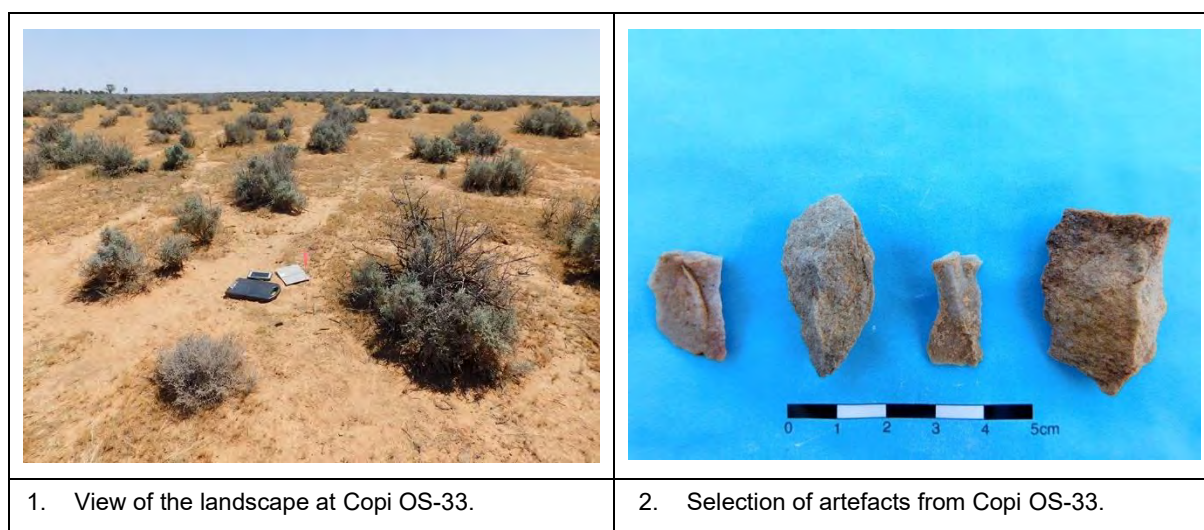 0 1 2 3 4 5cm
1. View of the landscape at Copi OS-33.
2. Selection of artefacts from Copi OS-33.